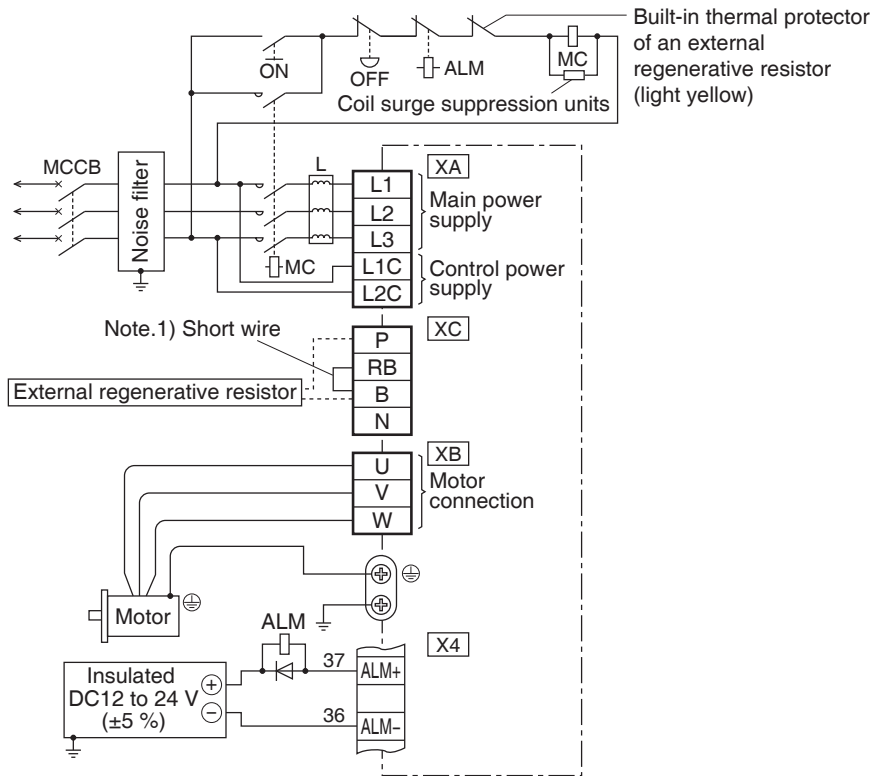 Built-in thermal protector
of an external
regenerative resistor
(light yellow)
ON
OFF
ALM
MC
Coil surge suppression units
MCCB
Noise filter
L
MC
XA
L1
L2
L3
L1C
L2C
Main power
supply
Control power
supply
Note.1) Short wire
XC
P
RB
B
N
External regenerative resistor
XB
U
V
W
Motor
connection
Motor
ALM
X4
Insulated
DC12 to 24 V
(±5 %)
+
−
37
ALM+
36
ALM−